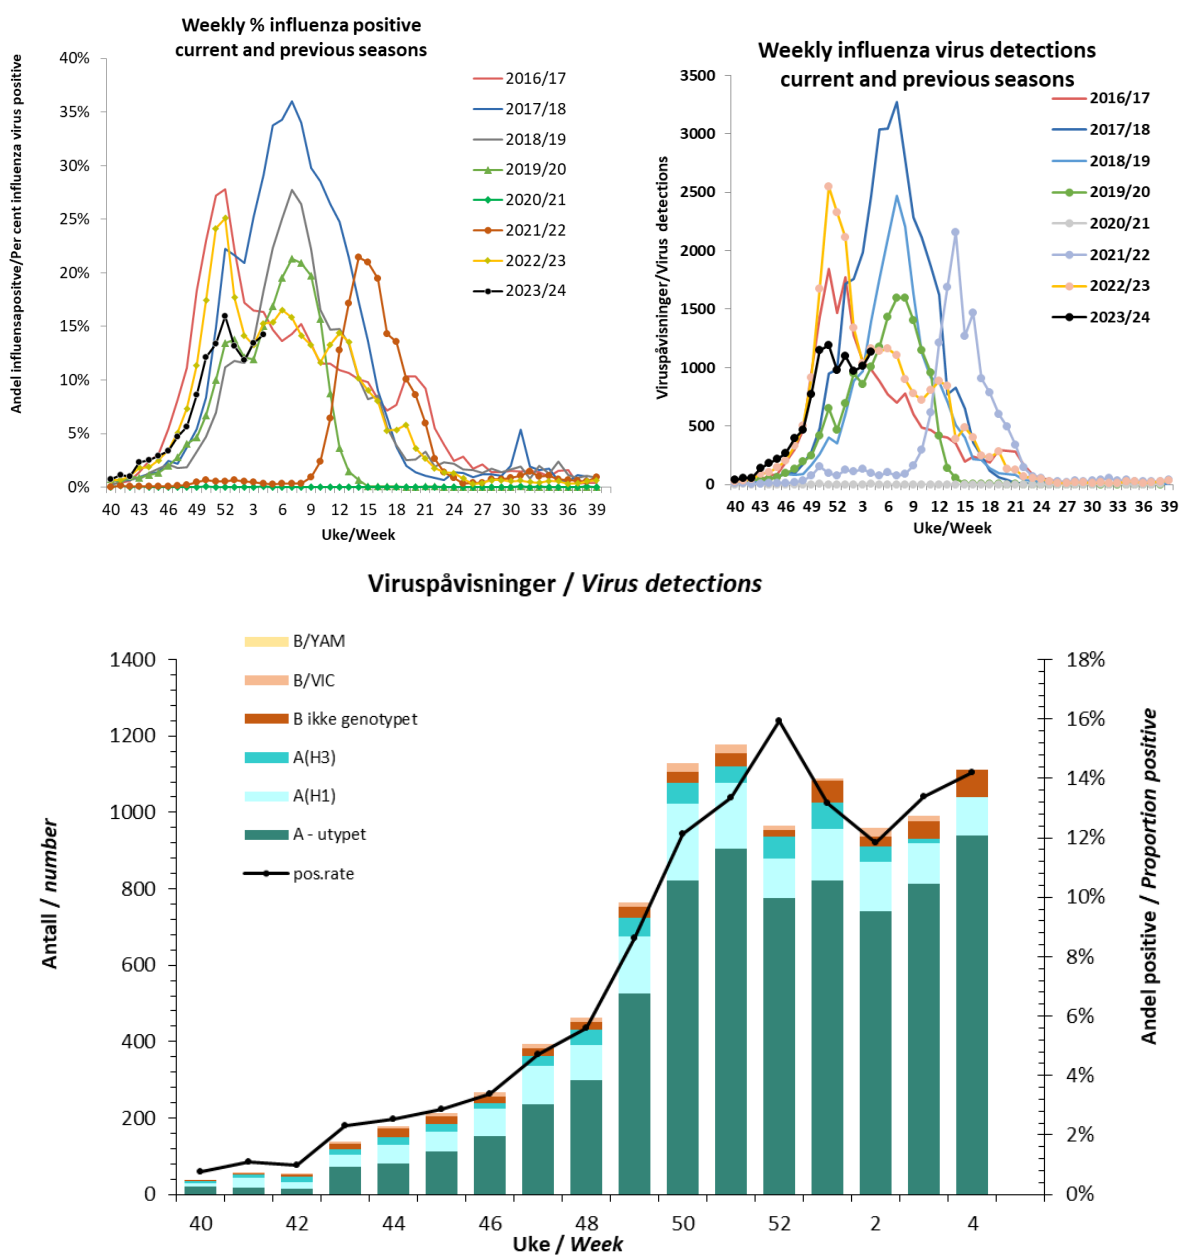 Weekly % influenza positive
current and previous seasons
Andel influensapositve/Per cent influenza virus positive
40%
35%
30%
25%
20%
15%
10%
5%
0%
2016/17
2017/18
2018/19
2019/20
2020/21
2021/22
2022/23
2023/24
40 43 46 49 52 3 6 9 12 15 18 21 24 27 30 33 36 39
Uke/Week
Weekly influenza virus detections
current and previous seasons
Viruspåvisninger/Virus detections
3500
3000
2500
2000
1500
1000
500
0
2016/17
2017/18
2018/19
2019/20
2020/21
2021/22
2022/23
2023/24
40 43 46 49 52 3 6 9 12 15 18 21 24 27 30 33 36 39
Uke/Week
Viruspåvisninger / Virus detections
B/YAM
B/VIC
B ikke genotypet
A(H3)
A(H1)
A - utypet
pos.rate
Antall / number
1400
1200
1000
800
600
400
200
0
18%
16%
14%
12%
10%
8%
6%
4%
2%
0%
Andel positive / Proportion positive
40 42 44 46 48 50 52 2 4
Uke / Week